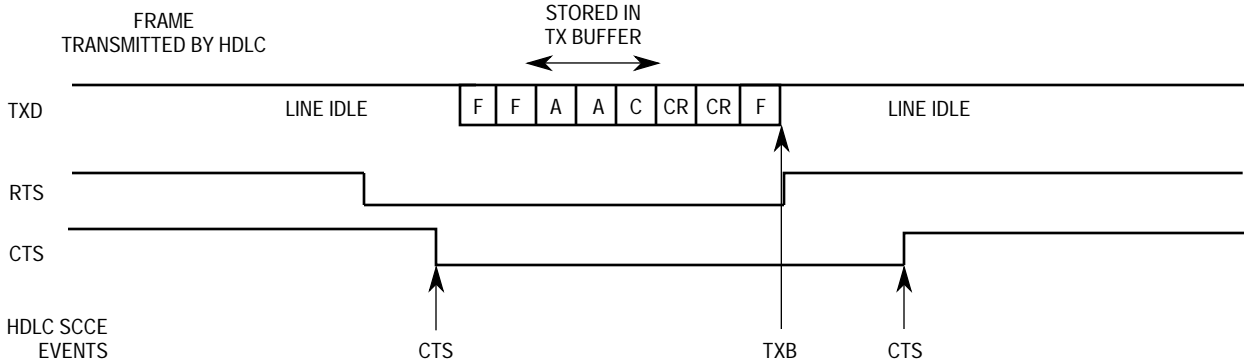 FRAME
TRANSMITTED BY HDLC
STORED IN
TX BUFFER
TXD
LINE IDLE
F F A A C CR CR F
LINE IDLE
RTS
CTS
HDLC SCCE
EVENTS
CTS
TXB
CTS